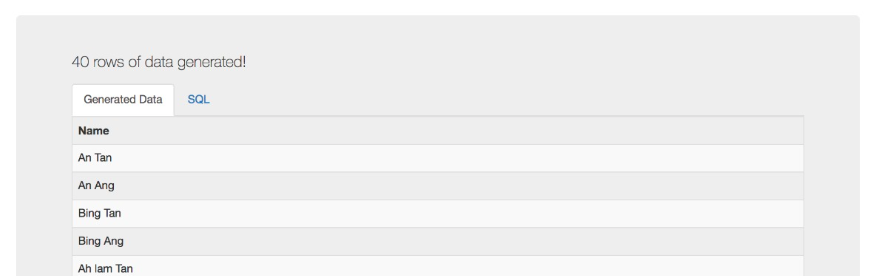 40 rows of data generated!
Generated Data SQL
Name
An Tan
An Ang
Bing Tan
Bing Ang
Ah lam Tan